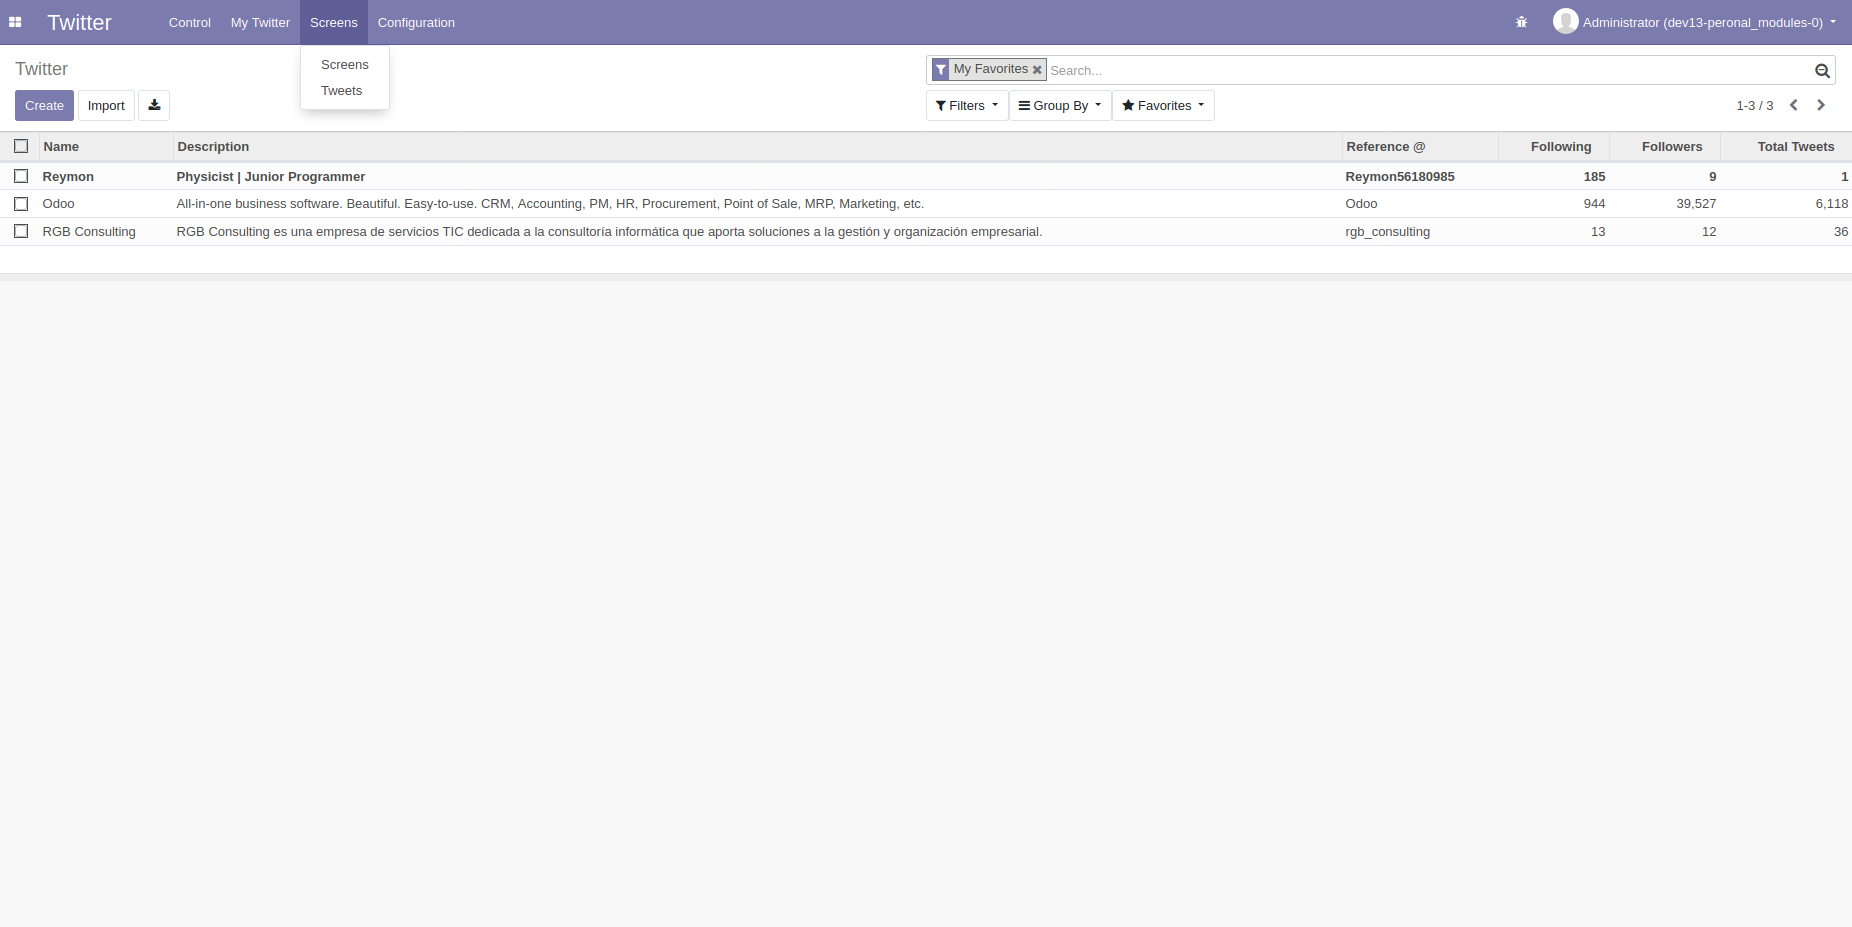 Twitter Control My Twitter Screens Configuration Administrator (dev13-peronal_modules-0)
Screens
Tweets
Twitter
My Favorites Search...
Create Import
Filters Group By Favorites 1-3 / 3
Name Description Reference @ Following Followers Total Tweets
Reymon Physicist | Junior Programmer Reymon56180985 185 9 1
Odoo All-in-one business software. Beautiful. Easy-to-use. CRM, Accounting, PM, HR, Procurement, Point of Sale, MRP, Marketing, etc. Odoo 944 39,527 6,118
RGB Consulting RGB Consulting es una empresa de servicios TIC dedicada a la consultoría informática que aporta soluciones a la gestión y organización empresarial. rgb_consulting 13 12 36